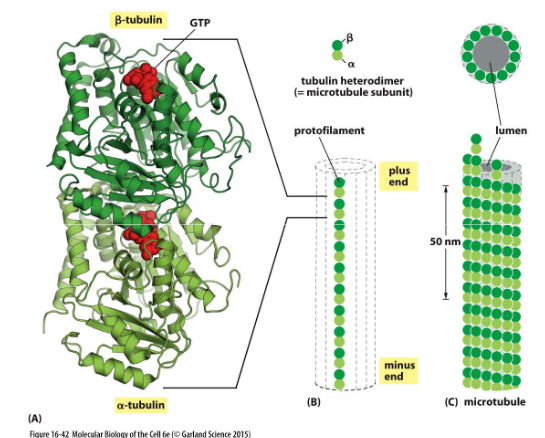 β-tubulin
GTP
α-tubulin
(A)
β
α
tubulin heterodimer
(= microtubule subunit)
protofilament
plus
end
minus
end
(B)
lumen
50 nm
(C) microtubule
Figure 16-42 Molecular Biology of the Cell 6e (© Garland Science 2015)